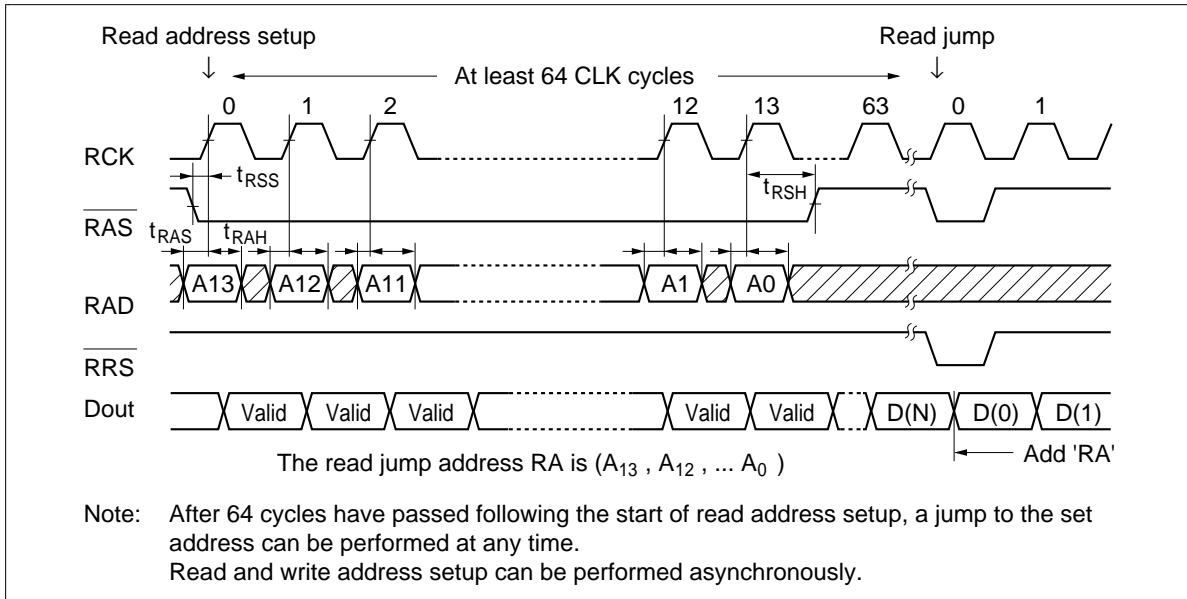 Read address setup
Read jump
At least 64 CLK cycles
0 1 2 12 13 63 0 1
RCK
tRSS
tRSH
RAS
tRAS tRAH
A13 A12 A11 A1 A0
RAD
RRS
Dout Valid Valid Valid Valid Valid D(N) D(0) D(1)
The read jump address RA is (A13 , A12 , ... A0 )
Add 'RA'
Note: After 64 cycles have passed following the start of read address setup, a jump to the set
address can be performed at any time.
Read and write address setup can be performed asynchronously.